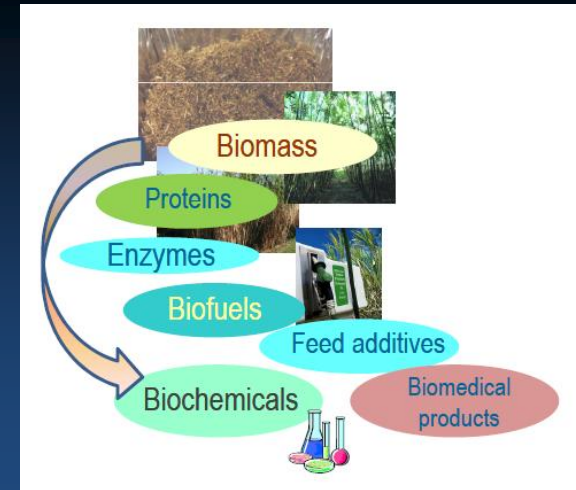 Biomass
Proteins
Enzymes
Biofuels
Feed additives
Biochemicals
Biomedical
products